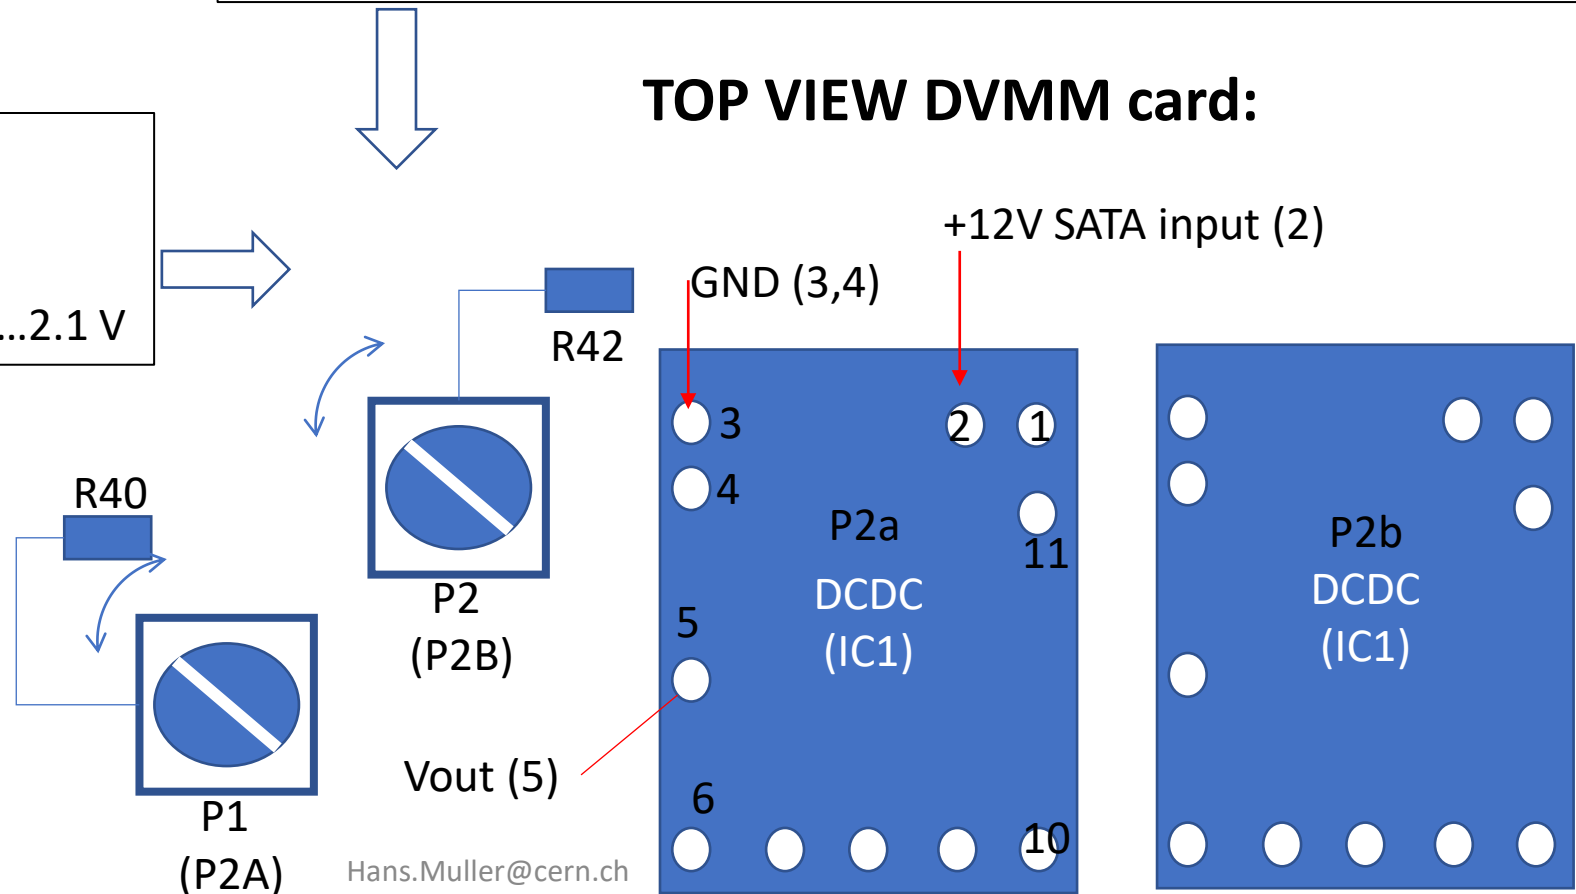 TOP VIEW DVMM card:
+12V SATA input (2)
GND (3,4)
...2.1 V
R42
3
2
1
4
R40
P2a
11
DCDC
(IC1)
P2b
DCDC
(IC1)
P2
(P2B)
5
Vout (5)
6
10
P1
(P2A)
Hans.Muller@cern.ch